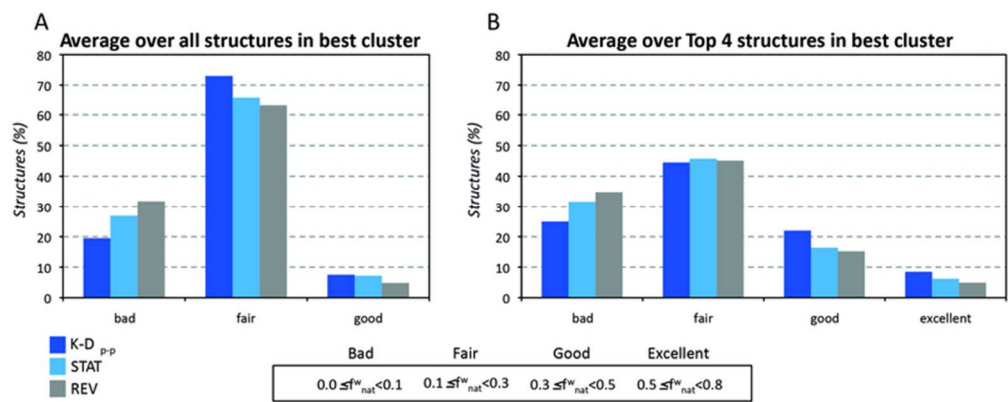 A
Average over all structures in best cluster
80
70
60
50
40
30
20
10
0
Structures (%)
bad fair good
B
Average over Top 4 structures in best cluster
80
70
60
50
40
30
20
10
0
Structures (%)
bad fair good excellent
K-D p-p
STAT
REV
Bad Fair Good Excellent
0.0 ≤fʷnat<0.1 0.1 ≤fʷnat<0.3 0.3 ≤fʷnat<0.5 0.5 ≤fʷnat<0.8